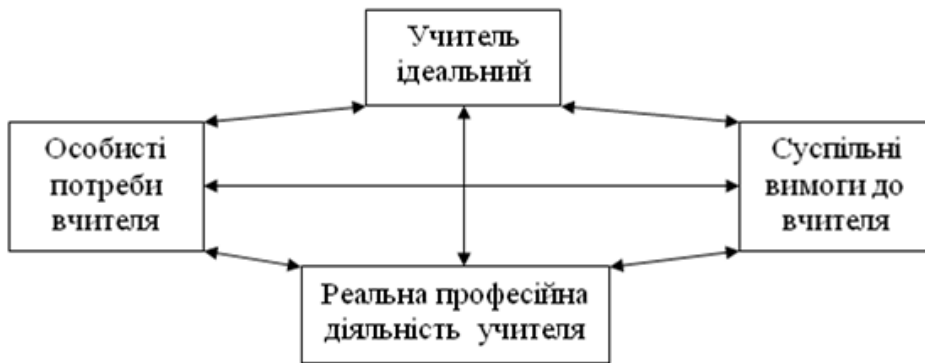 Учитель
ідеальний
Особисті
потреби
вчителя
Суспільні
вимоги до
вчителя
Реальна професійна
діяльність учителя